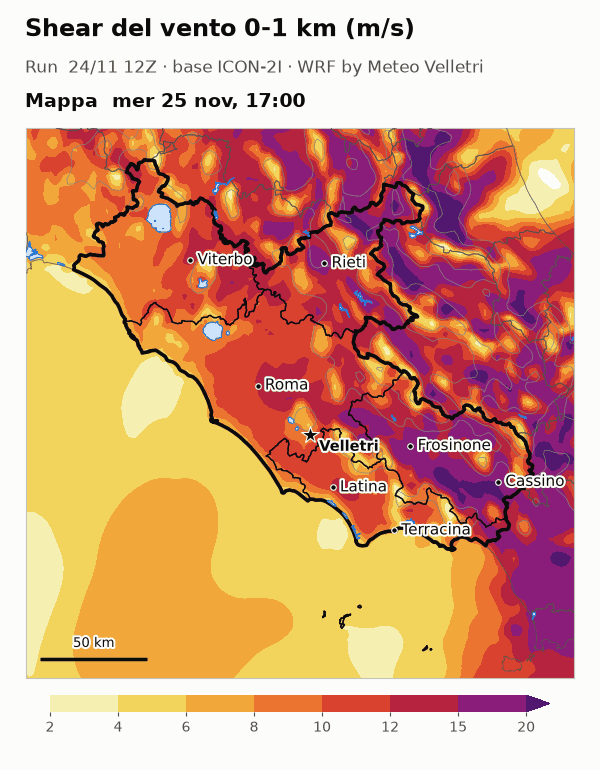 Shear del vento 0-1 km (m/s)
Run  24/11 12Z · base ICON-2I · WRF by Meteo Velletri
Mappa  mer 25 nov, 17:00
Viterbo
Rieti
Roma
Velletri
Frosinone
Cassino
Latina
Terracina
50 km
2 4 6 8 10 12 15 20